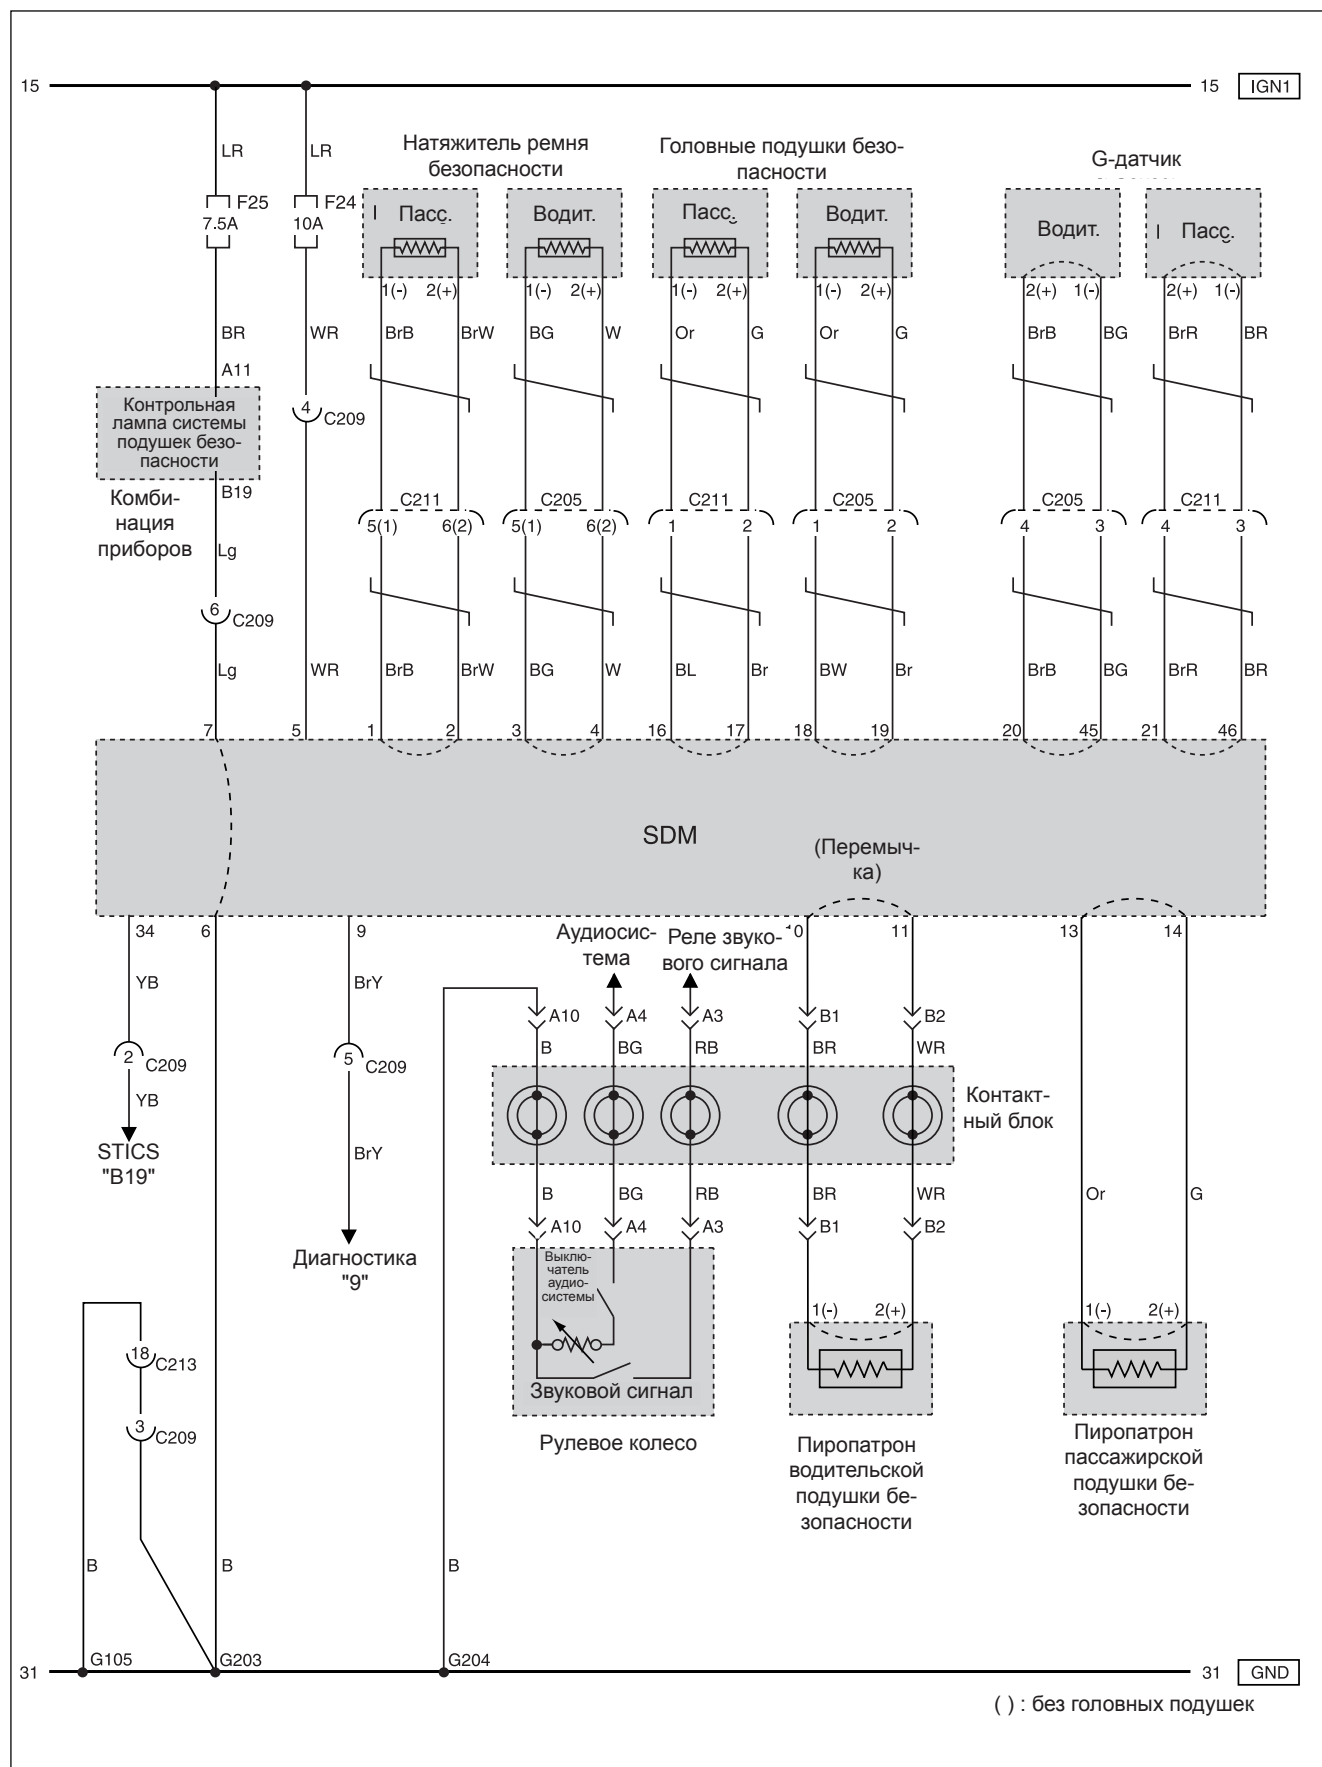 15
15 IGN1
LR
LR
Натяжитель ремня
безопасности
Головные подушки безо-
пасности
G-датчик
F25
7.5A
F24
10A
Пасс.
Водит.
Пасс.
Водит.
Водит.
Пасс.
1(-) 2(+)
1(-) 2(+)
1(-) 2(+)
1(-) 2(+)
2(+) 1(-)
2(+) 1(-)
BR
WR
BrB BrW
BG W
Or G
Or G
BrB BG
BrR BR
A11
Контрольная
лампа системы
подушек безо-
пасности
4
C209
B19
Комби-
нация
приборов
C211
C205
C211
C205
C205
C211
5(1) 6(2)
5(1) 6(2)
1 2
1 2
4 3
4 3
Lg
6
C209
Lg
WR
BrB BrW
BG W
BL Br
BW Br
BrB BG
BrR BR
7
5
1 2
3 4
16 17
18 19
20 45
21 46
SDM
(Перемыч-
ка)
34
6
9
Аудиосис-
тема
Реле звуко-
вого сигнала
10
11
13
14
YB
BrY
A10
A4
A3
B1
B2
B
BG
RB
BR
WR
2
C209
5
C209
YB
Контакт-
ный блок
STICS
"B19"
BrY
B
BG
RB
BR
WR
Or
G
A10
A4
A3
B1
B2
Диагностика
"9"
Выклю-
чатель
аудио-
системы
1(-) 2(+)
1(-) 2(+)
18
C213
Звуковой сигнал
3
C209
Рулевое колесо
Пиропатрон
водительской
подушки бе-
зопасности
Пиропатрон
пассажирской
подушки бе-
зопасности
B
B
B
G105
G203
G204
31
31 GND
( ) : без головных подушек